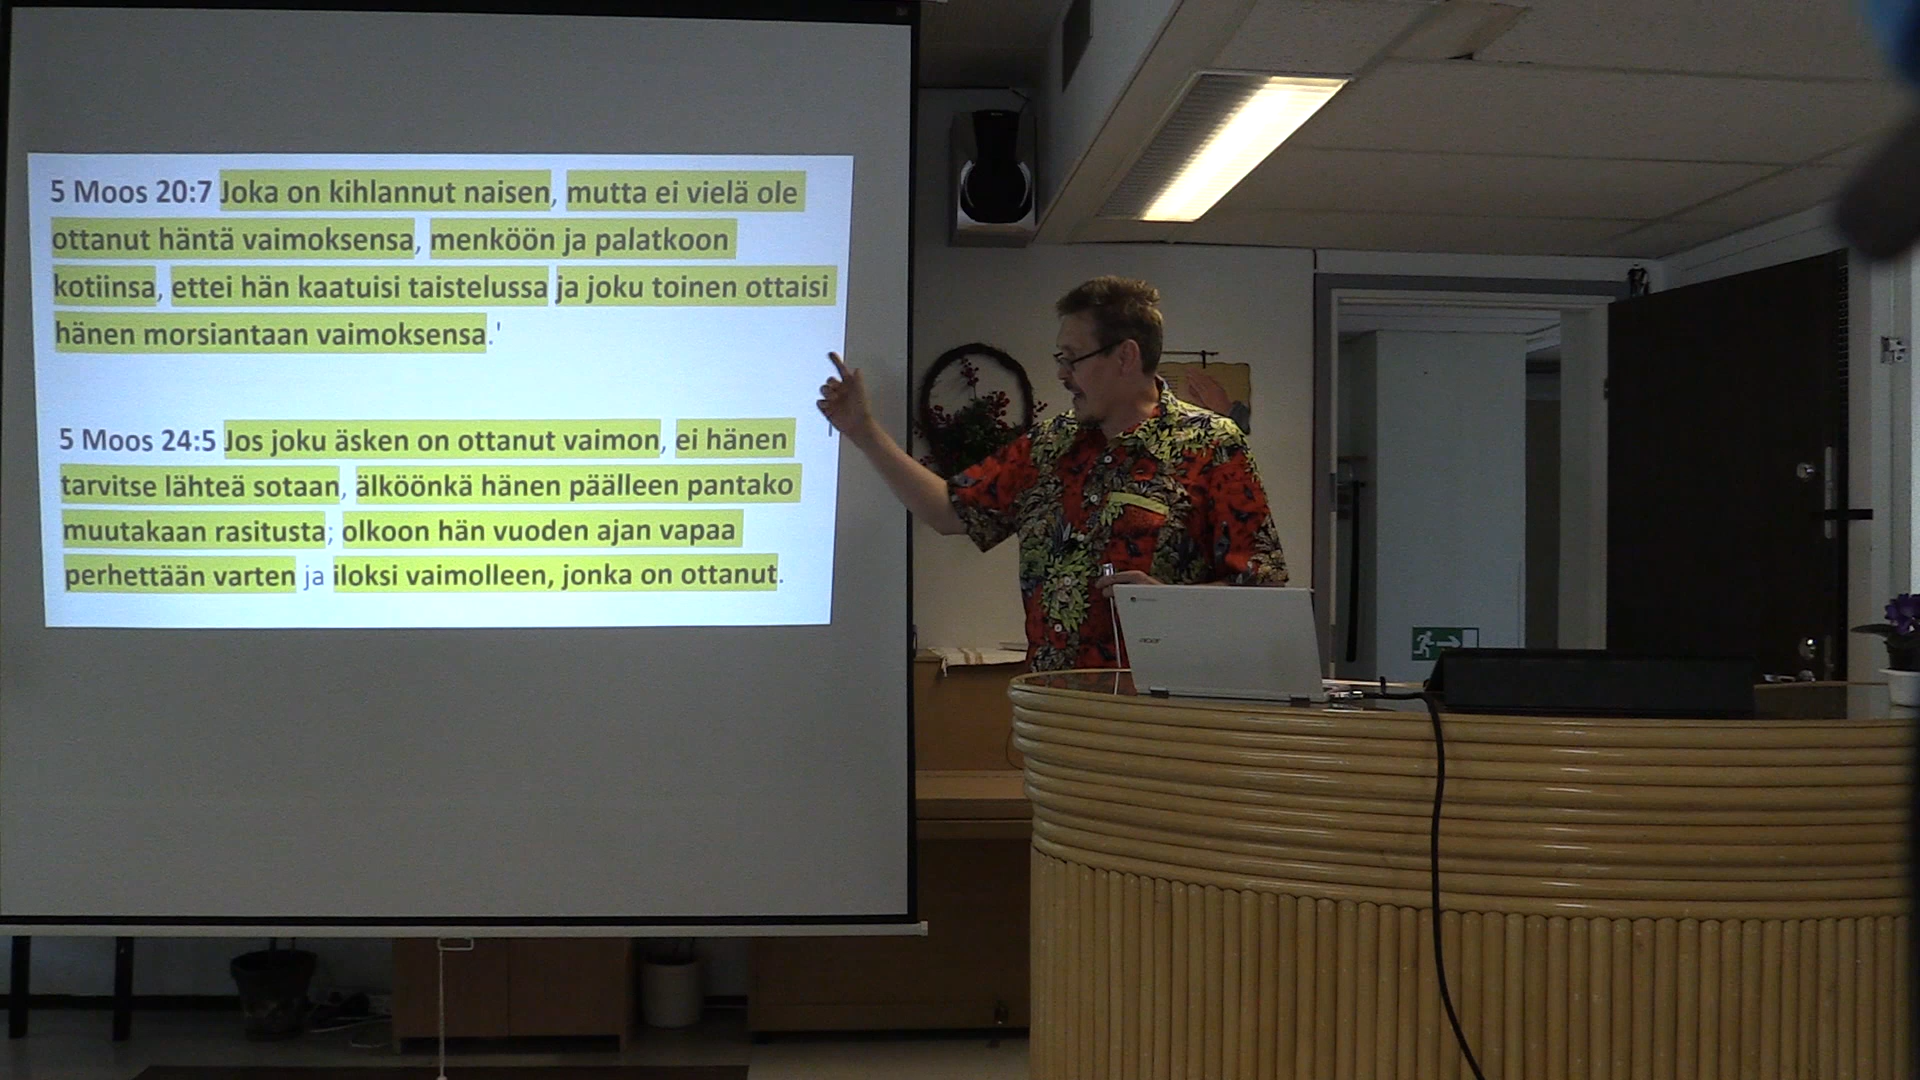 5 Moos 20:7 Joka on kihlannut naisen, mutta ei vielä ole
ottanut häntä vaimoksensa, menköön ja palatkoon
kotiinsa, ettei hän kaatuisi taistelussa ja joku toinen ottaisi
hänen morsiantaan vaimoksensa.'
5 Moos 24:5 Jos joku äsken on ottanut vaimon, ei hänen
tarvitse lähteä sotaan, älköönkä hänen päälleen pantako
muutakaan rasitusta; olkoon hän vuoden ajan vapaa
perhettään varten ja iloksi vaimolleen, jonka on ottanut.
acer